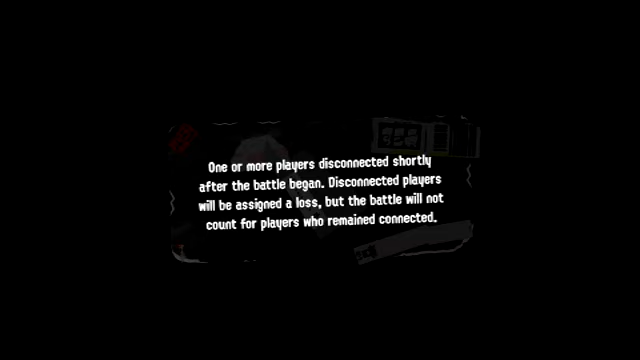 One or more players disconnected shortly
after the battle began. Disconnected players
will be assigned a loss, but the battle will not
count for players who remained connected.